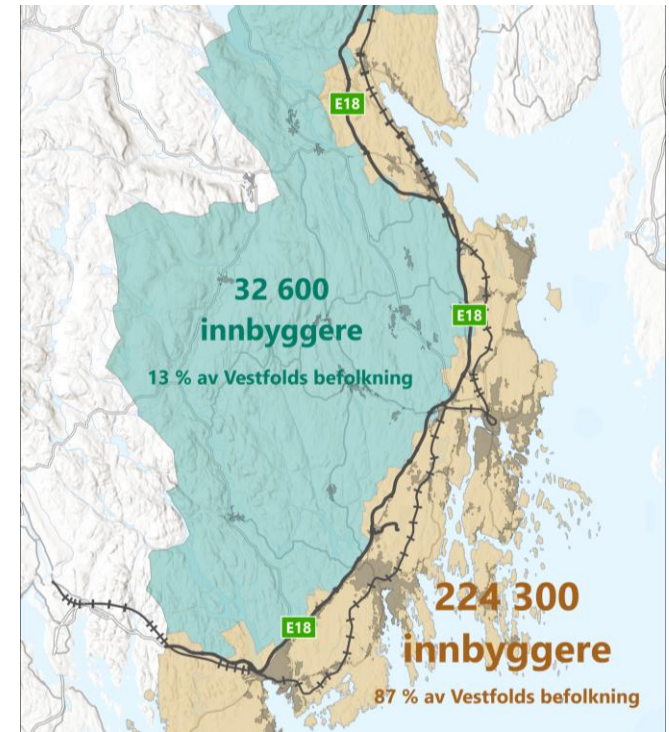 E18
32 600
innbyggere
E18
13 % av Vestfolds befolkning
224 300
E18
innbyggere
87 % av Vestfolds befolkning